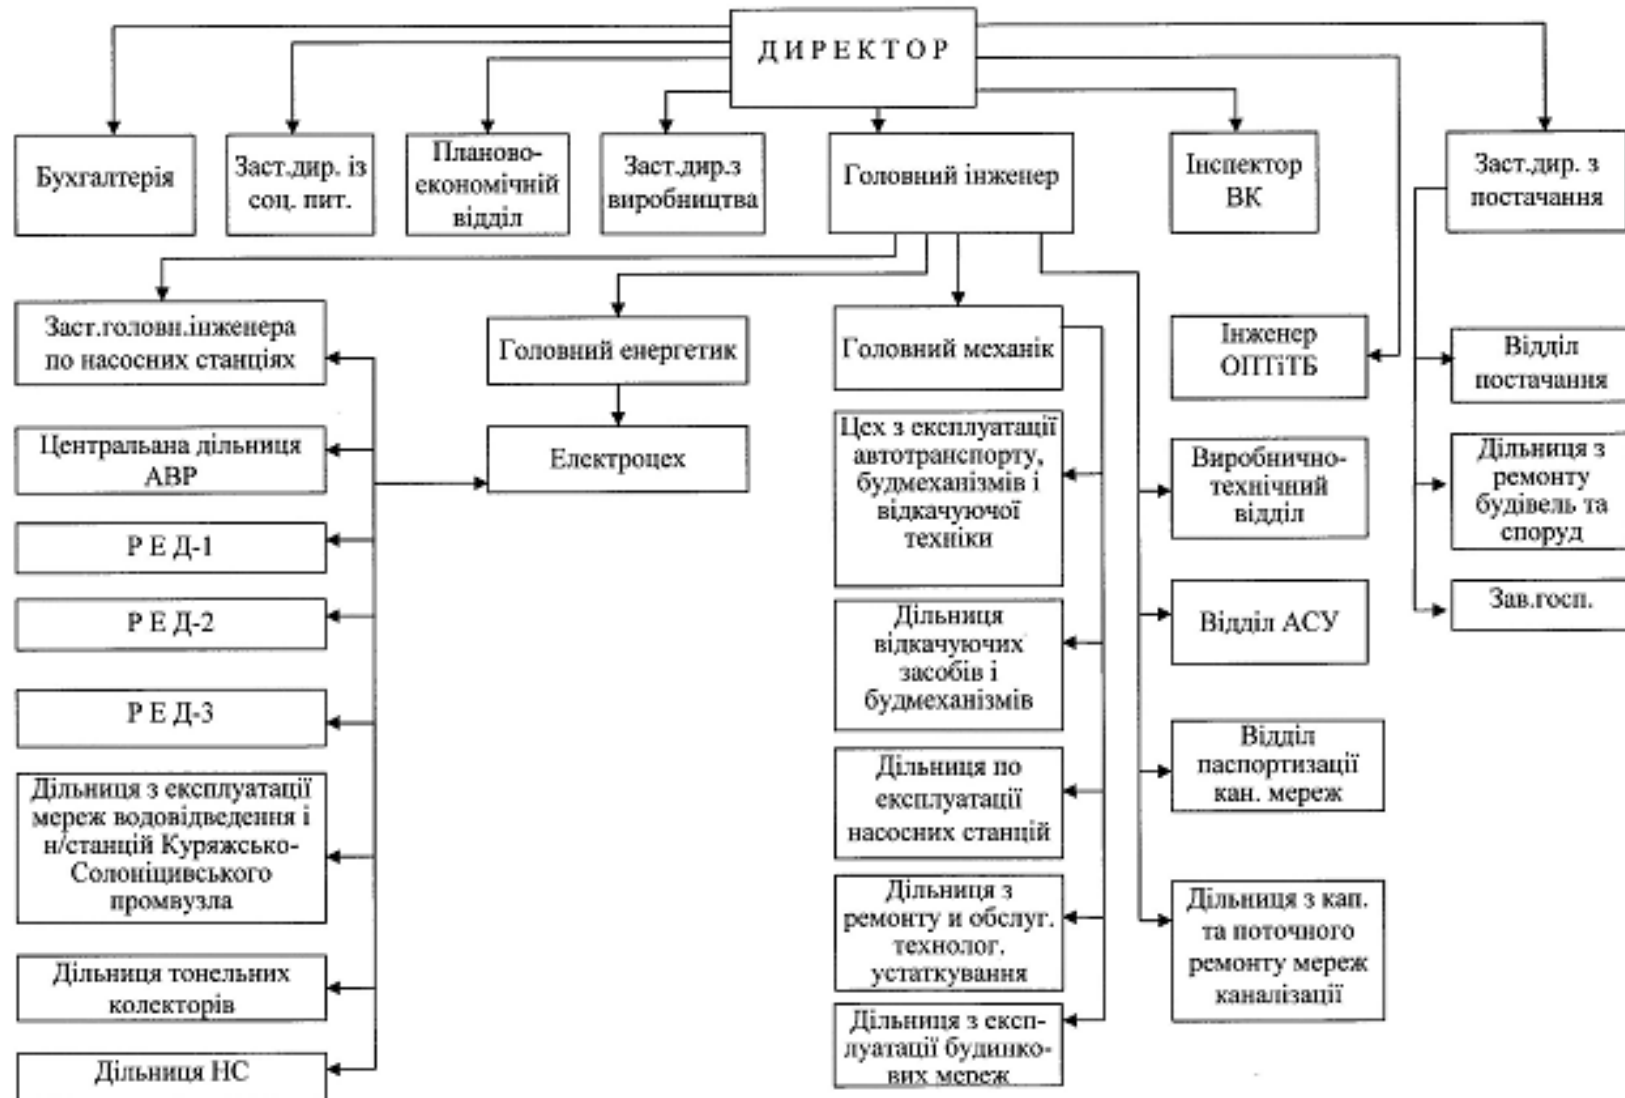 ДИРЕКТОР
Бухгалтерія
Заст.дир. із
соц. пит.
Планово-
економічній
відділ
Заст.дир.з
виробництва
Головний інженер
Інспектор
ВК
Заст.дир. з
постачання
Заст.головн.інженера
по насосних станціях
Головний енергетик
Головний механік
Інженер
ОПТіТБ
Відділ
постачання
Центральана дільниця
АВР
Електроцех
Цех з експлуатації
автотранспорту,
будмеханізмів і
відкачуючої
техніки
Виробнично-
технічний
відділ
Дільниця з
ремонту
будівель та
споруд
Р Е Д-1
Р Е Д-2
Дільниця
відкачуючих
засобів і
будмеханізмів
Відділ АСУ
Зав.госп.
Р Е Д-3
Дільниця по
експлуатації
насосних станцій
Відділ
паспортизації
кан. мереж
Дільниця з експлуатації
мереж водовідведення і
н/станцій Куряжсько-
Солоніцивського
промвузла
Дільниця з
ремонту и обслуг.
технолог.
устаткування
Дільниця з кап.
та поточного
ремонту мереж
каналізації
Дільниця тонельних
колекторів
Дільниця з експ-
луатації будинко-
вих мереж
Дільниця НС